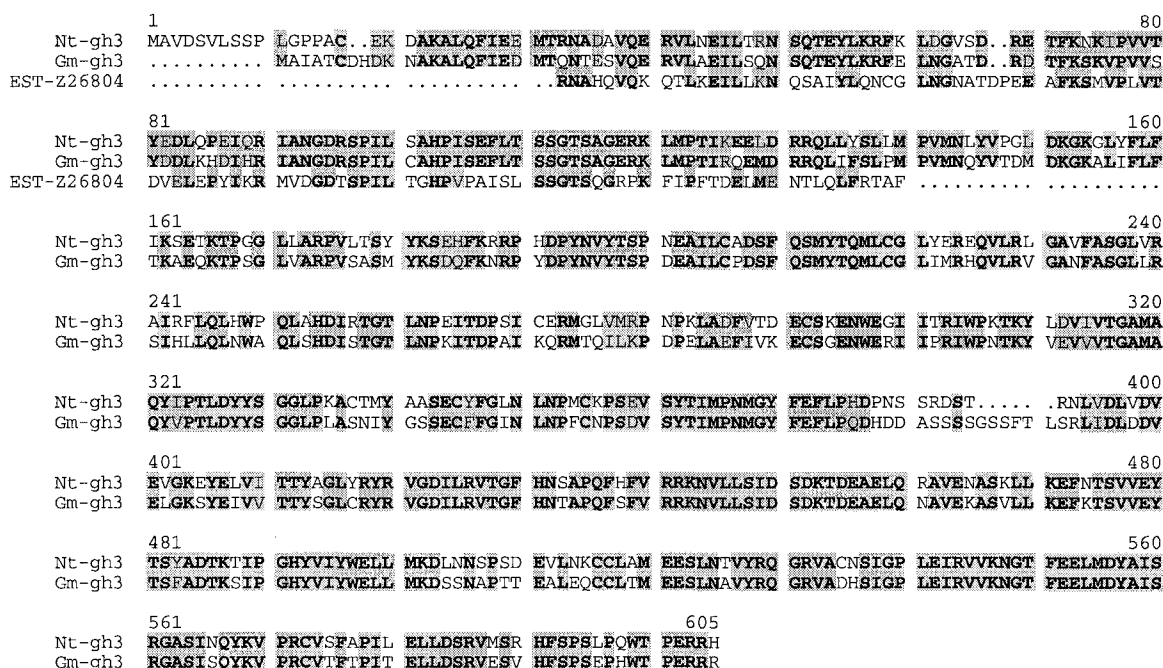 1 80
Nt-gh3 MAVDSVLSSP LGPPAC..EK DAKALQFIEE MTRNADAVQE RVLNEILTRN SQTEYLKRFK LDGVSD..RE TFKNKIPVVT
Gm-gh3 ..........MAIATCDHDK NAKALQFIED MTQNTESVQE RVLAEILSQN SQTEYLKRFE LNGATD..RD TFKSKVPVVS
EST-Z26804 .......... .......... ..RNAHQVQK QTLKEILLKN QSAIYLQNCG LNGNATDPEE AFKSMVPLVT
81 160
Nt-gh3 YEDLQPEIQR IANGDRSPIL SAHPISEFLT SSGTSAGERK LMPTIKEELD RRQLLYSLLM PVMNLYVPGL DKGKGLYFLF
Gm-gh3 YDDLKHDIHR IANGDRSPIL CAHPISEFLT SSGTSAGERK LMPTIRQEMD RRQLIFSLPM PVMNQYVTDM DKGKALIFLF
EST-Z26804 DVELEPYIKR MVDGDTSPIL TGHPVPAISL SSGTSQGRPK FIPFTDELME NTLQLFRTAF .......... ..........
161 240
Nt-gh3 IKSETKTPGG LLARPVLTSY YKSEHFKRRP HDPYNVYTSP NEAILCADSF QSMYTQMLCG LYEREQVLRL GAVFASGLVR
Gm-gh3 TKAEQKTPSG LVARPVSASM YKSDQFKNRP YDPYNVYTSP DEAILCPDSF QSMYTQMLCG LIMRHQVLRV GANFASGLLR
241 320
Nt-gh3 AIRFLQLHWP QLAHDIRTGT LNPEITDPSI CERMGLVMRP NPKLADFVTD ECSKENWEGI ITRIWPKTKY LDVIVTGAMA
Gm-gh3 SIHLLQLNWA QLSHDISTGT LNPKITDPAI KQRMTQILKP DPELAEFIVK ECSGENWERI IPRIWPNTKY VEVVVTGAMA
321 400
Nt-gh3 QYIPTLDYYS GGLPKACTMY AASECYFGLN LNPMCKPSEV SYTIMPNMGY FEFLPHDPNS SRDST..... RNLVDLVDV
Gm-gh3 QYVPTLDYYS GGLPLASNIY GSSECFFGIN LNPFCNPSDV SYTIMPNMGY FEFLPQDHDD ASSSSGSSFT LSRLIDLDDV
401 480
Nt-gh3 EVGKEYELVI TTYAGLYRYR VGDILRVTGF HNSAPQFHFV RRKNVLLSID SDKTDEAELQ RAVENASKLL KEFNTSVVEY
Gm-gh3 ELGKSYEIVV TTYSGLCRYR VGDILRVTGF HNTAPQFSFV RRKNVLLSID SDKTDEAELQ NAVEKASVLL KEFKTSVVEY
481 560
Nt-gh3 TSYADTKTIP GHYVIYWELL MKDLNNSPSD EVLNKCCLAM EESLNTVYRQ GRVACNSIGP LEIRVVKNGT FEELMDYAIS
Gm-gh3 TSFADTKSIP GHYVIYWELL MKDSSNAPTT EALEQCCLTM EESLNAVYRQ GRVADHSIGP LEIRVVKNGT FEELMDYAIS
561 605
Nt-gh3 RGASINQYKV PRCVSFAPIL ELLDSRVMSR HFSPSLPQWT PERRH
Gm-gh3 RGASISQYKV PRCVTFTPIT ELLDSRVESV HFSPSEPHWT PERRR